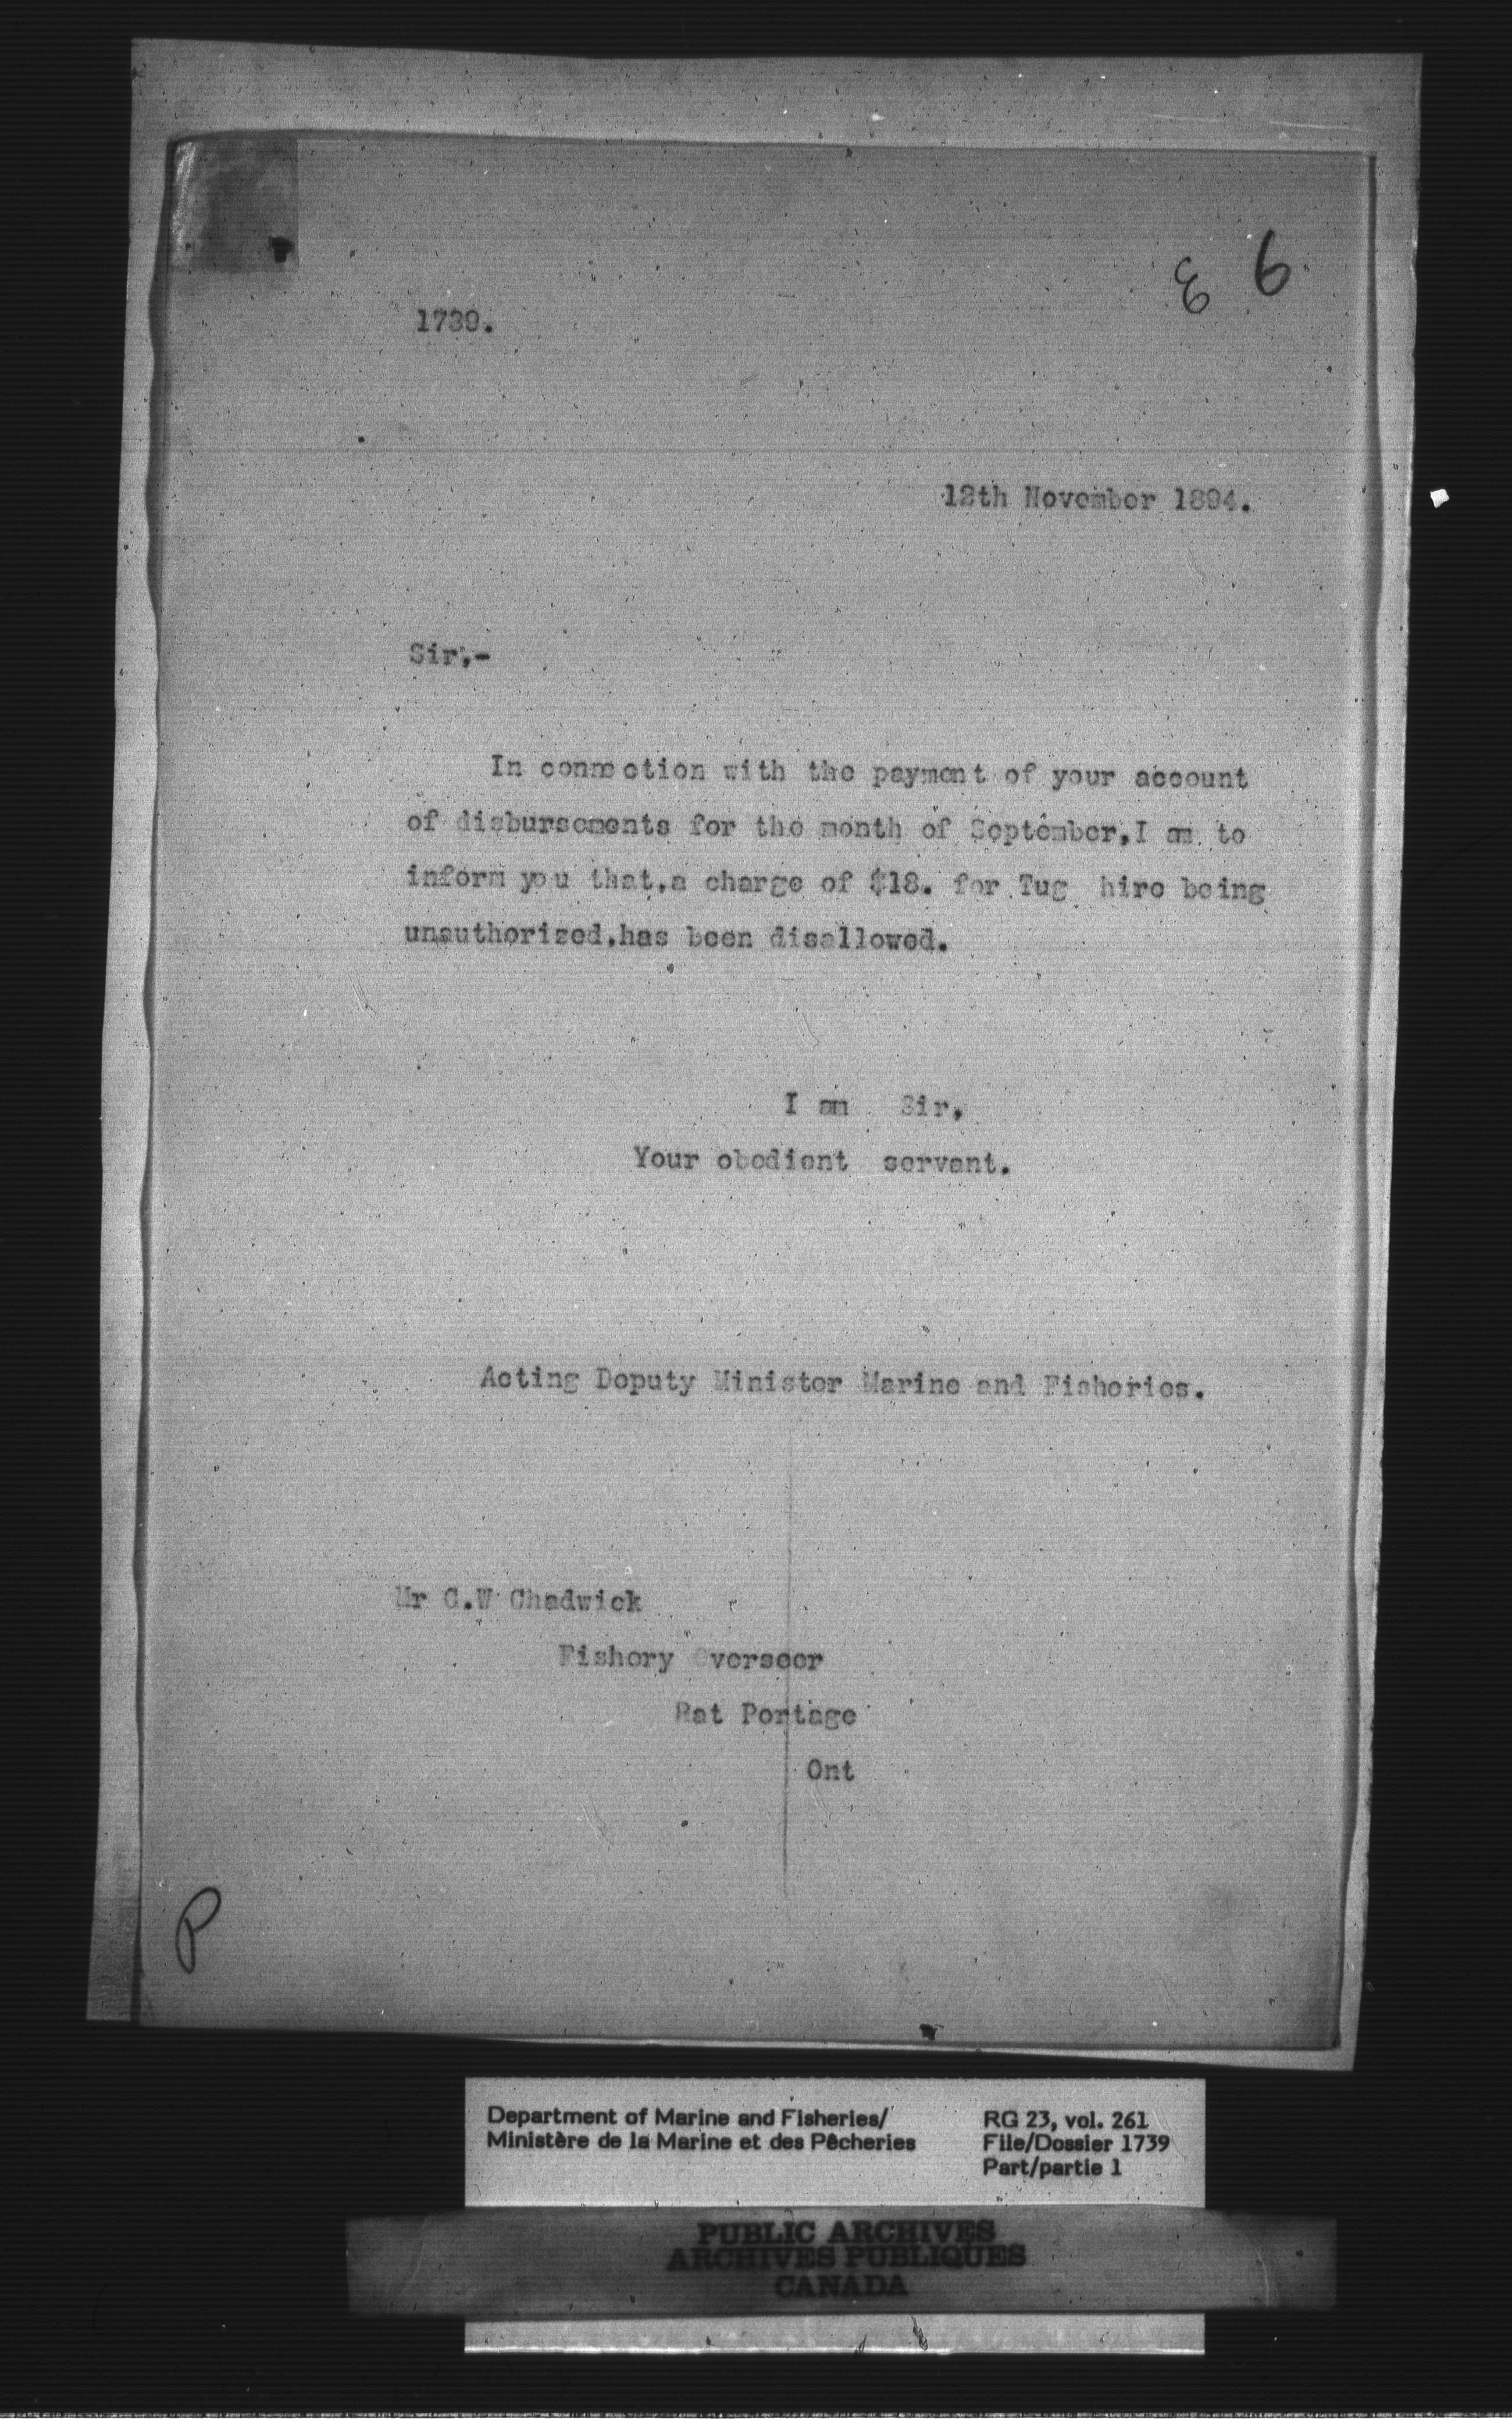 6
1739.
12th November 1894.
Sir,-
In connection with the payment of your account
of disbursements for the month of September, I am to
inform you that, a charge of $18. for Tug hire being
unauthorized, has been disallowed.
I am Sir,
Your obedient servant.
Acting Deputy Minister Marine and Fisheries.
Mr C.W Chadwick
Fishery Overseer
Rat Portage
Ont
P
Department of Marine and Fisheries/ RG 23, vol. 261
Ministère de la Marine et des Pêcheries File/Dossier 1739
Part/partie 1
PUBLIC ARCHIVES
ARCHIVES PUBLIQUES
CANADA